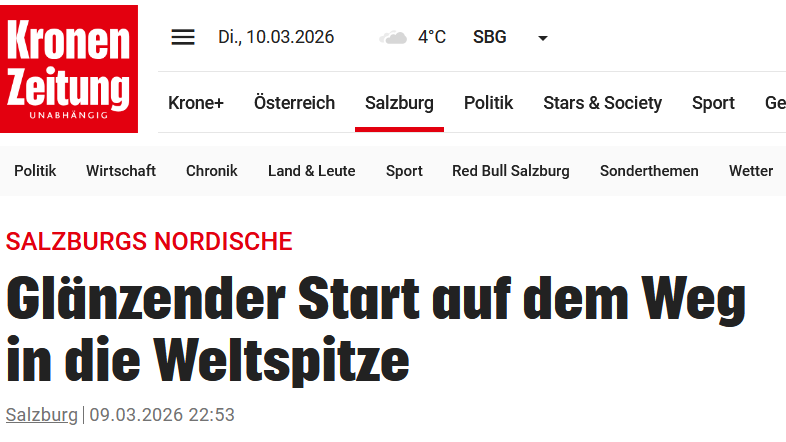 Kronen
Zeitung
UNABHÄNGIG
Di., 10.03.2026 4°C SBG
Krone+ Österreich Salzburg Politik Stars & Society Sport Ge
Politik Wirtschaft Chronik Land & Leute Sport Red Bull Salzburg Sonderthemen Wetter
SALZBURGS NORDISCHE
Glänzender Start auf dem Weg
in die Weltspitze
Salzburg | 09.03.2026 22:53